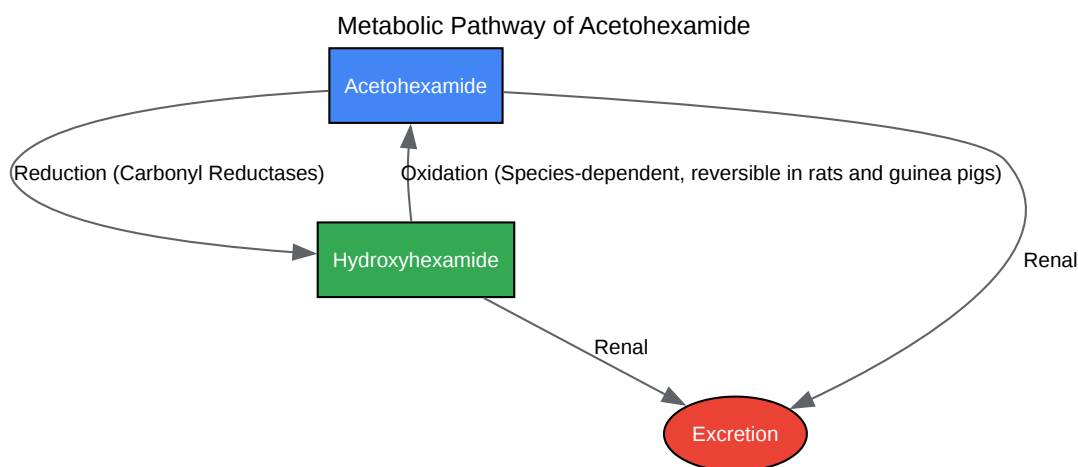 Metabolic Pathway of Acetohexamide
Acetohexamide
Reduction (Carbonyl Reductases)
Oxidation (Species-dependent, reversible in rats and guinea pigs)
Hydroxyhexamide
Renal
Renal
Excretion